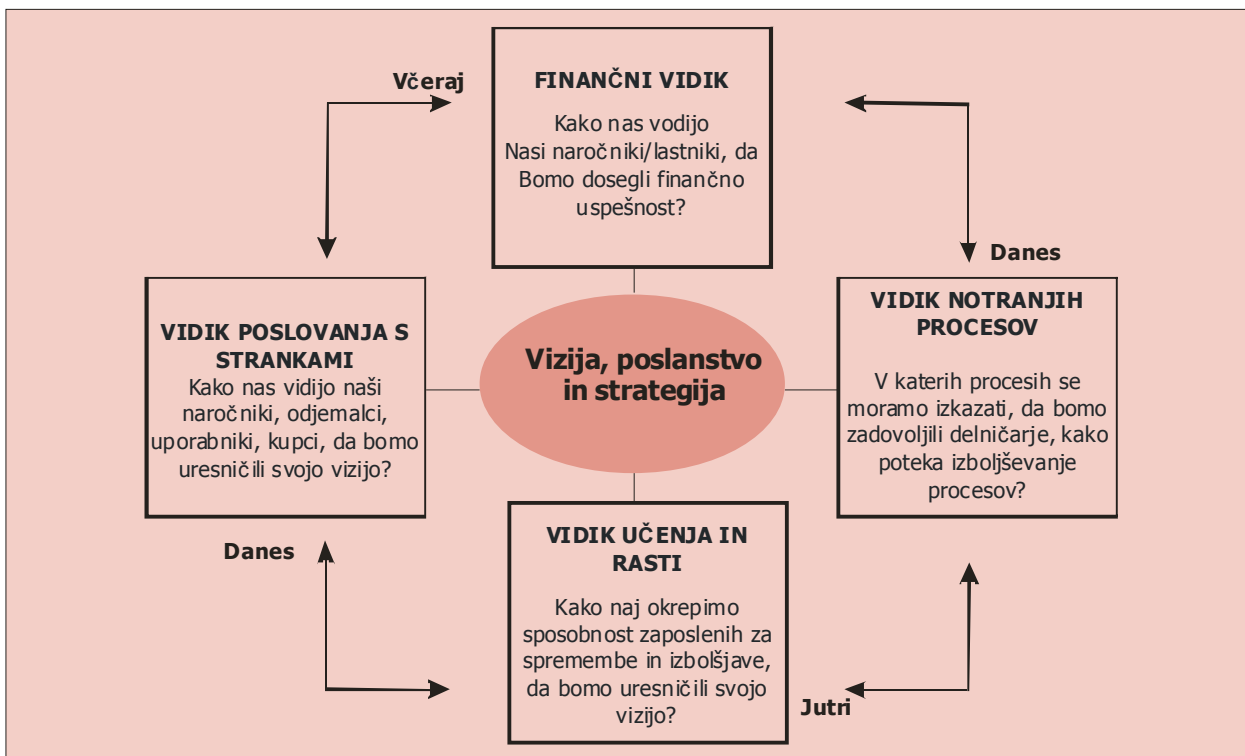 Včeraj
FINANČNI VIDIK
Kako nas vodijo
Nasi naročniki/lastniki, da
Bomo dosegli finančno
uspešnost?
Danes
VIDIK POSLOVANJA S
STRANKAMI
Kako nas vidijo naši
naročniki, odjemalci,
uporabniki, kupci, da bomo
uresničili svojo vizijo?
Vizija, poslanstvo
in strategija
VIDIK NOTRANJIH
PROCESOV
V katerih procesih se
moramo izkazati, da bomo
zadovoljili delničarje, kako
poteka izboljševanje
procesov?
Danes
VIDIK UČENJA IN
RASTI
Kako naj okrepimo
sposobnost zaposlenih za
spremembe in izbolšjave,
da bomo uresničili svojo
vizijo?
Jutri